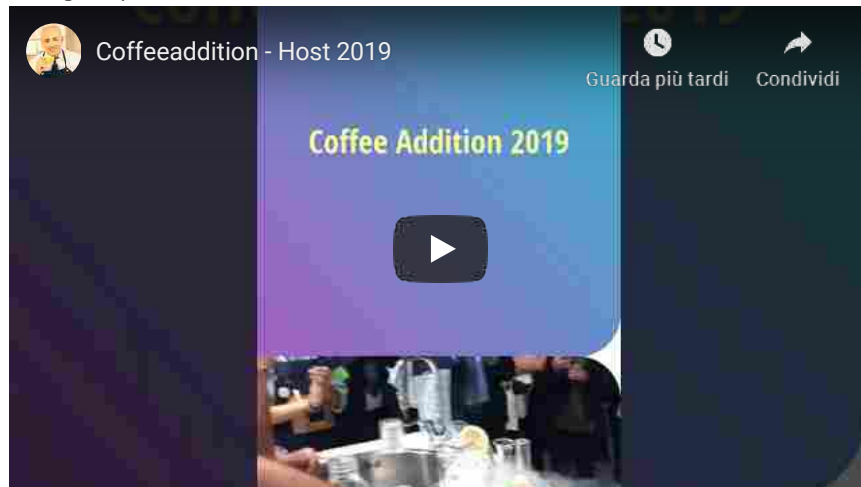 Coffeeaddition - Host 2019
Guarda più tardi
Condividi
Coffee Addition 2019